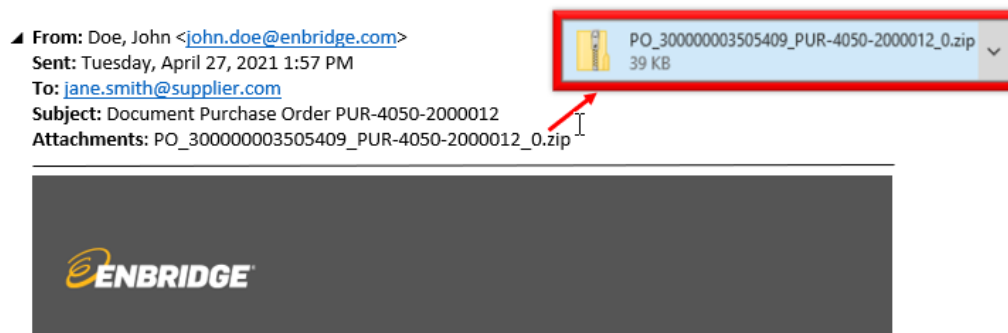 From: Doe, John <john.doe@enbridge.com>
Sent: Tuesday, April 27, 2021 1:57 PM
To: jane.smith@supplier.com
Subject: Document Purchase Order PUR-4050-2000012
Attachments: PO_300000003505409_PUR-4050-2000012_0.zip
PO_300000003505409_PUR-4050-2000012_0.zip
39 KB
ENBRIDGE